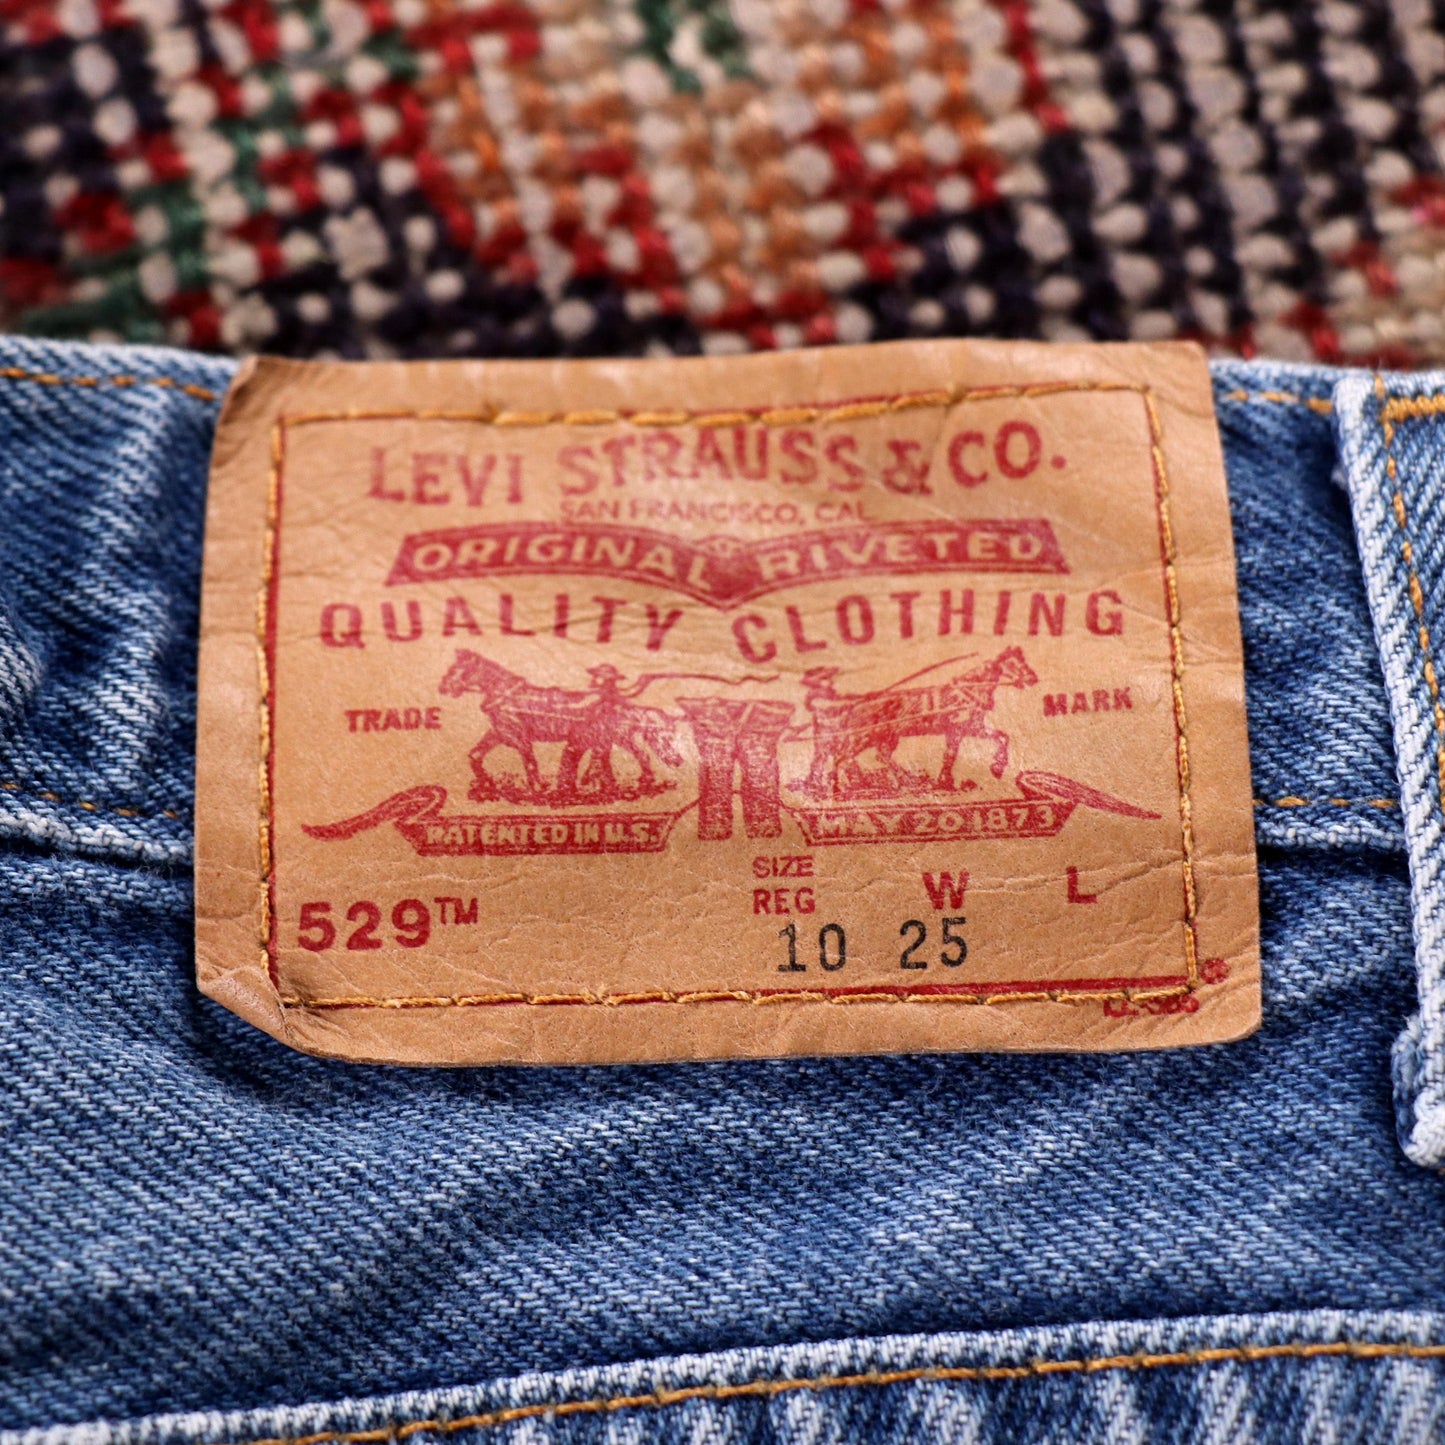 LEVI STRAUSS & CO.
SAN FRANCISCO, CAL
ORIGINAL RIVETED
QUALITY CLOTHING
TRADE MARK
PATENTED IN U.S. MAY 20 1873
SIZE
529™ REG W L
10 25
®